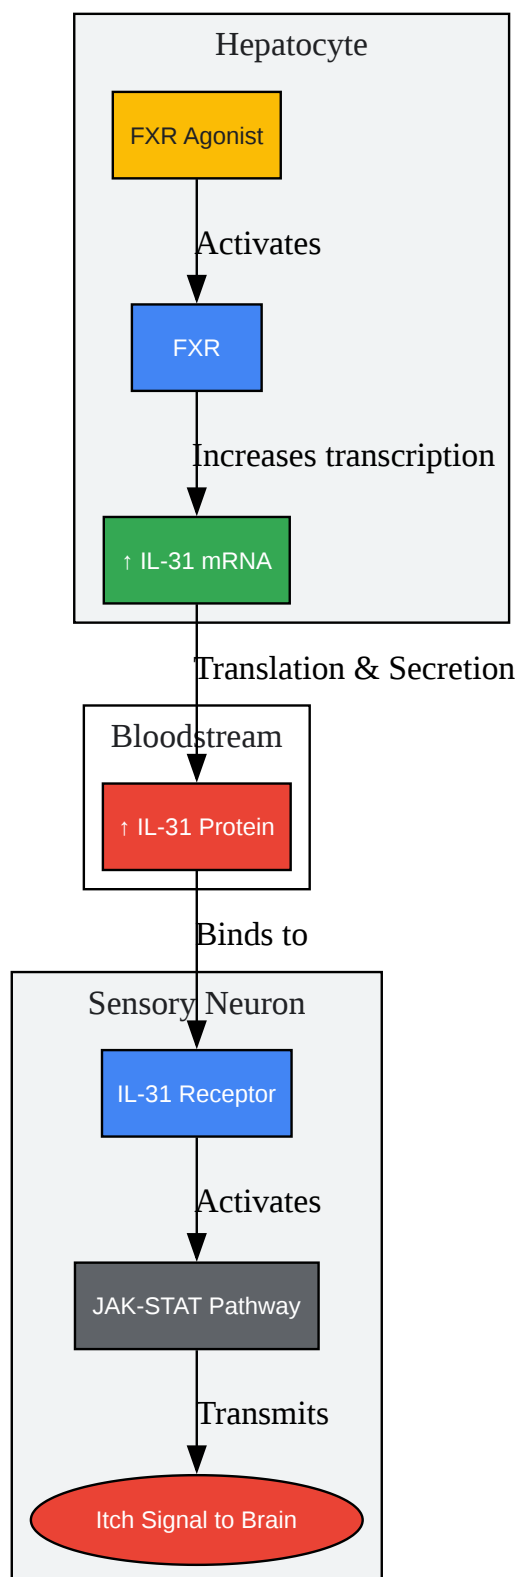 Hepatocyte
FXR Agonist
Activates
FXR
Increases transcription
↑ IL-31 mRNA
Translation & Secretion
Bloodstream
↑ IL-31 Protein
Binds to
Sensory Neuron
IL-31 Receptor
Activates
JAK-STAT Pathway
Transmits
Itch Signal to Brain